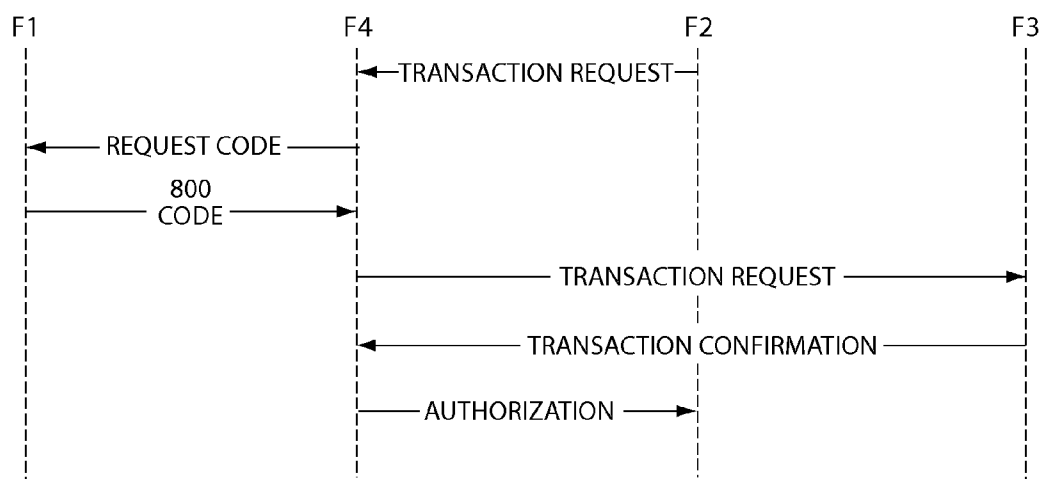 F1 F4 F2 F3
TRANSACTION REQUEST
REQUEST CODE
800
CODE
TRANSACTION REQUEST
TRANSACTION CONFIRMATION
AUTHORIZATION